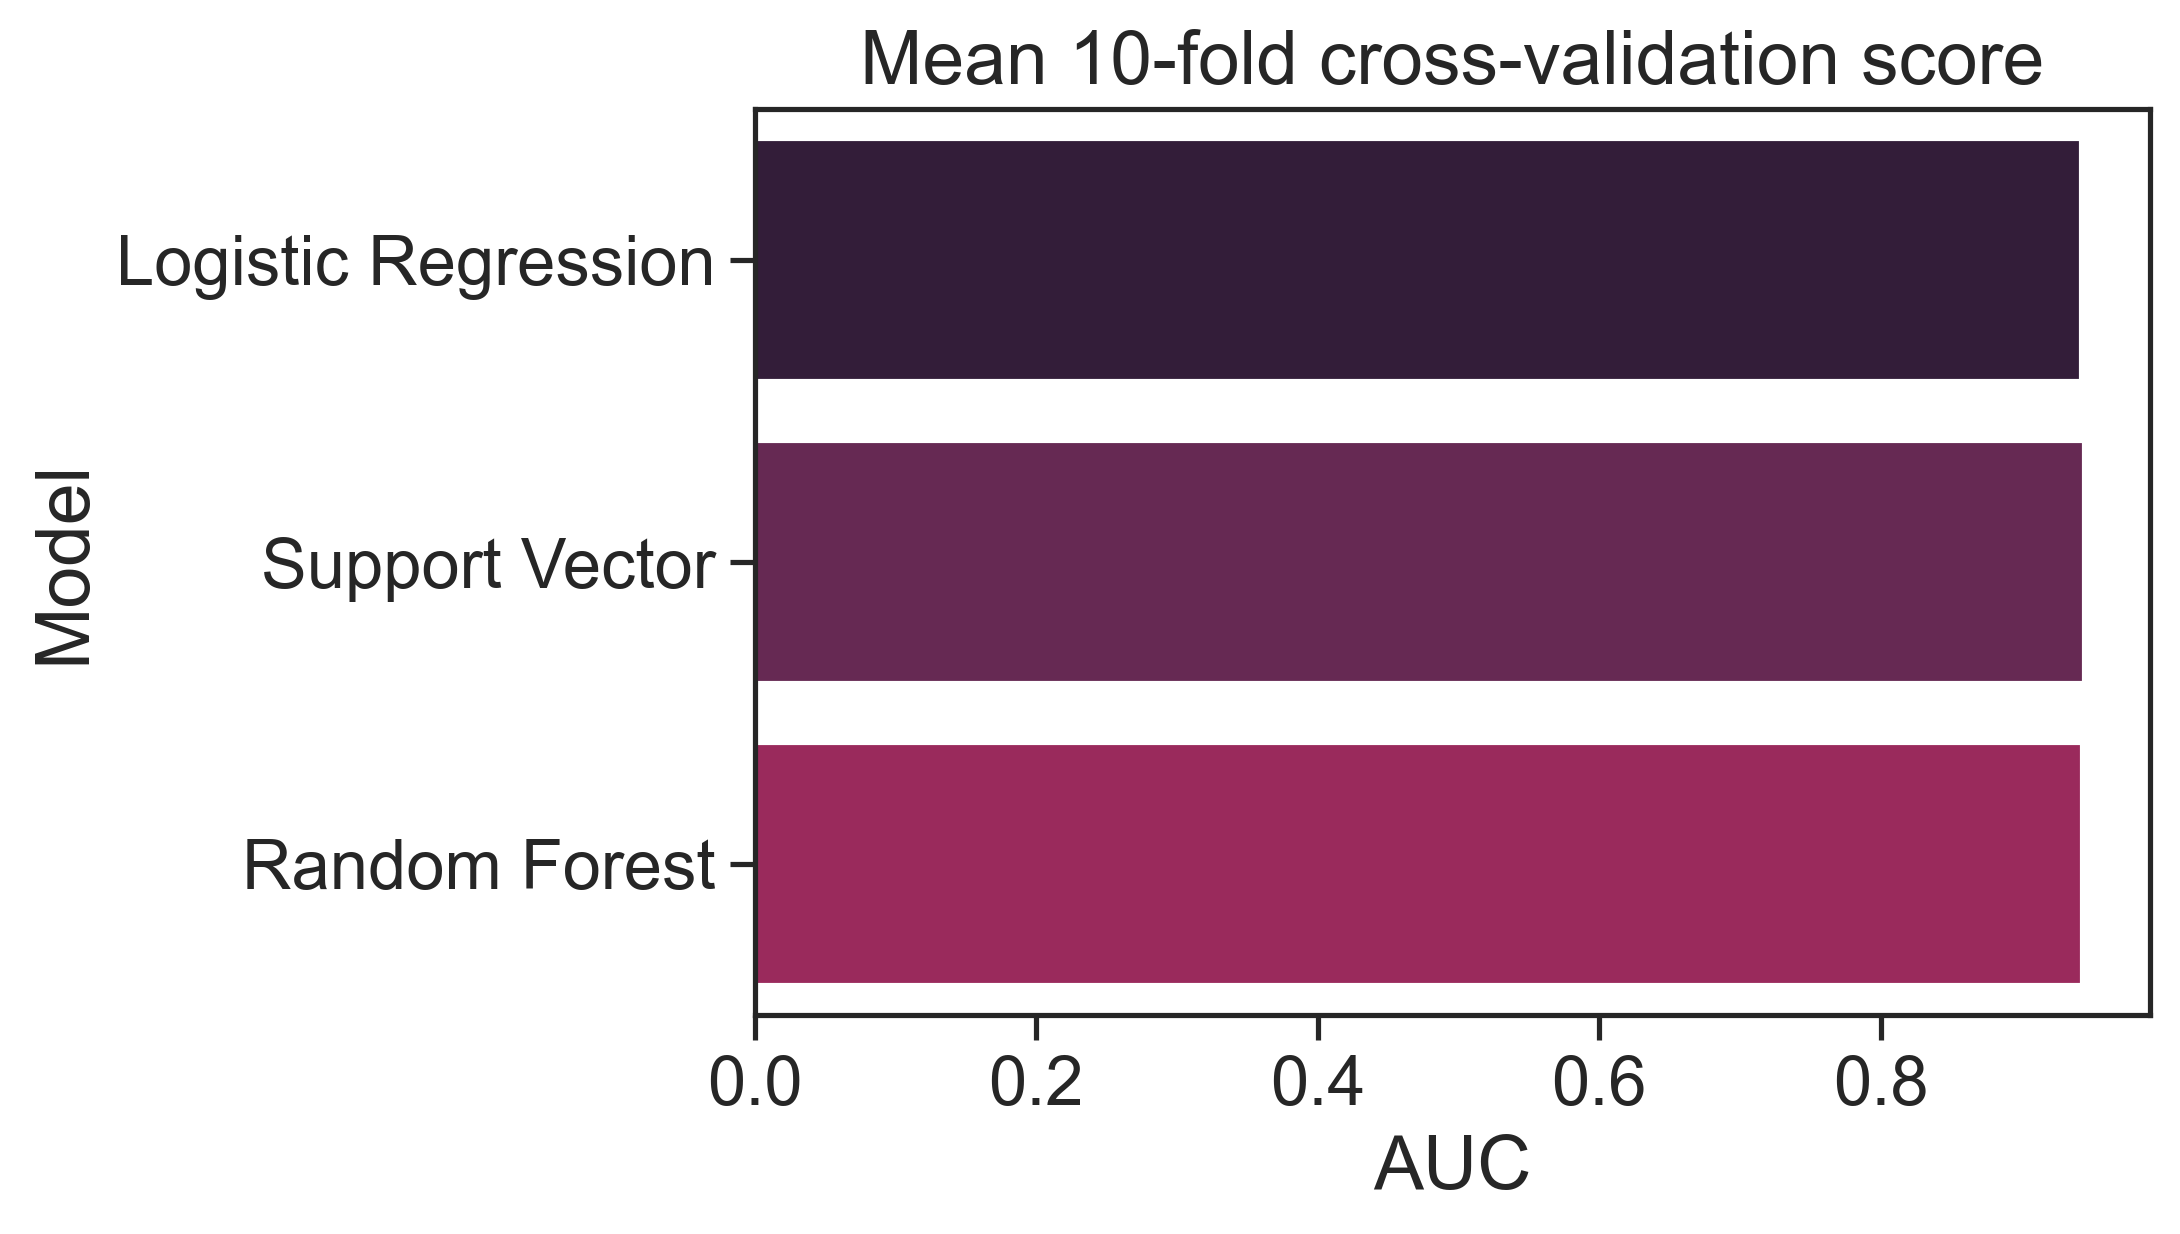 Mean 10-fold cross-validation score
Logistic Regression
Support Vector
Random Forest
Model
0.0 0.2 0.4 0.6 0.8
AUC